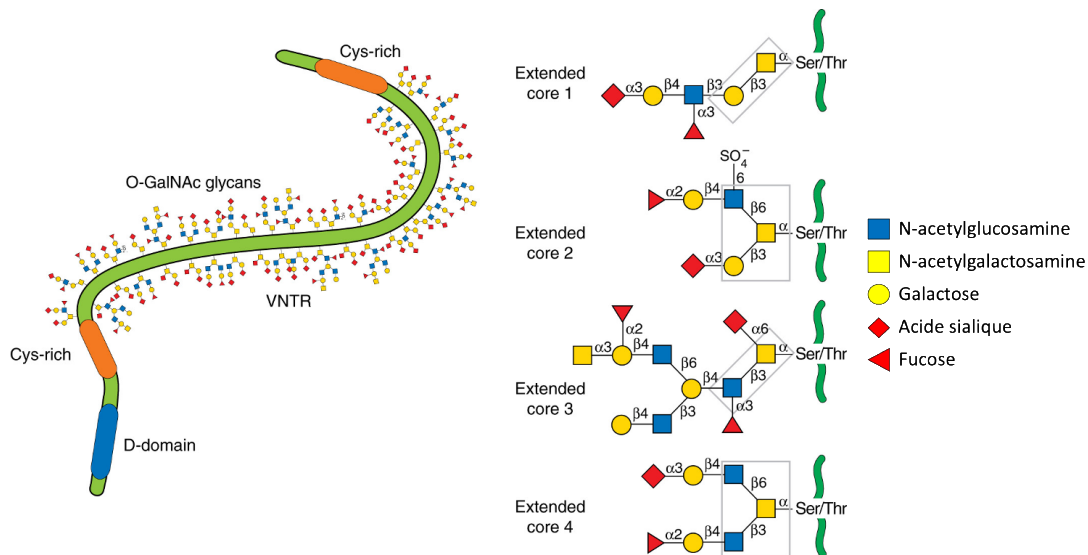 Cys-rich
O-GalNAc glycans
VNTR
Cys-rich
D-domain
Extended
core 1
α3
β4
β3
α3
β3
α
Ser/Thr
Extended
core 2
SO4−
6
α2
β4
β6
α
Ser/Thr
α3
β3
Extended
core 3
α2
α3
β4
β6
β4
α6
α
Ser/Thr
β3
β4
β3
α3
Extended
core 4
α3
β4
β6
α
Ser/Thr
α2
β4
β3
N-acetylglucosamine
N-acetylgalactosamine
Galactose
Acide sialique
Fucose